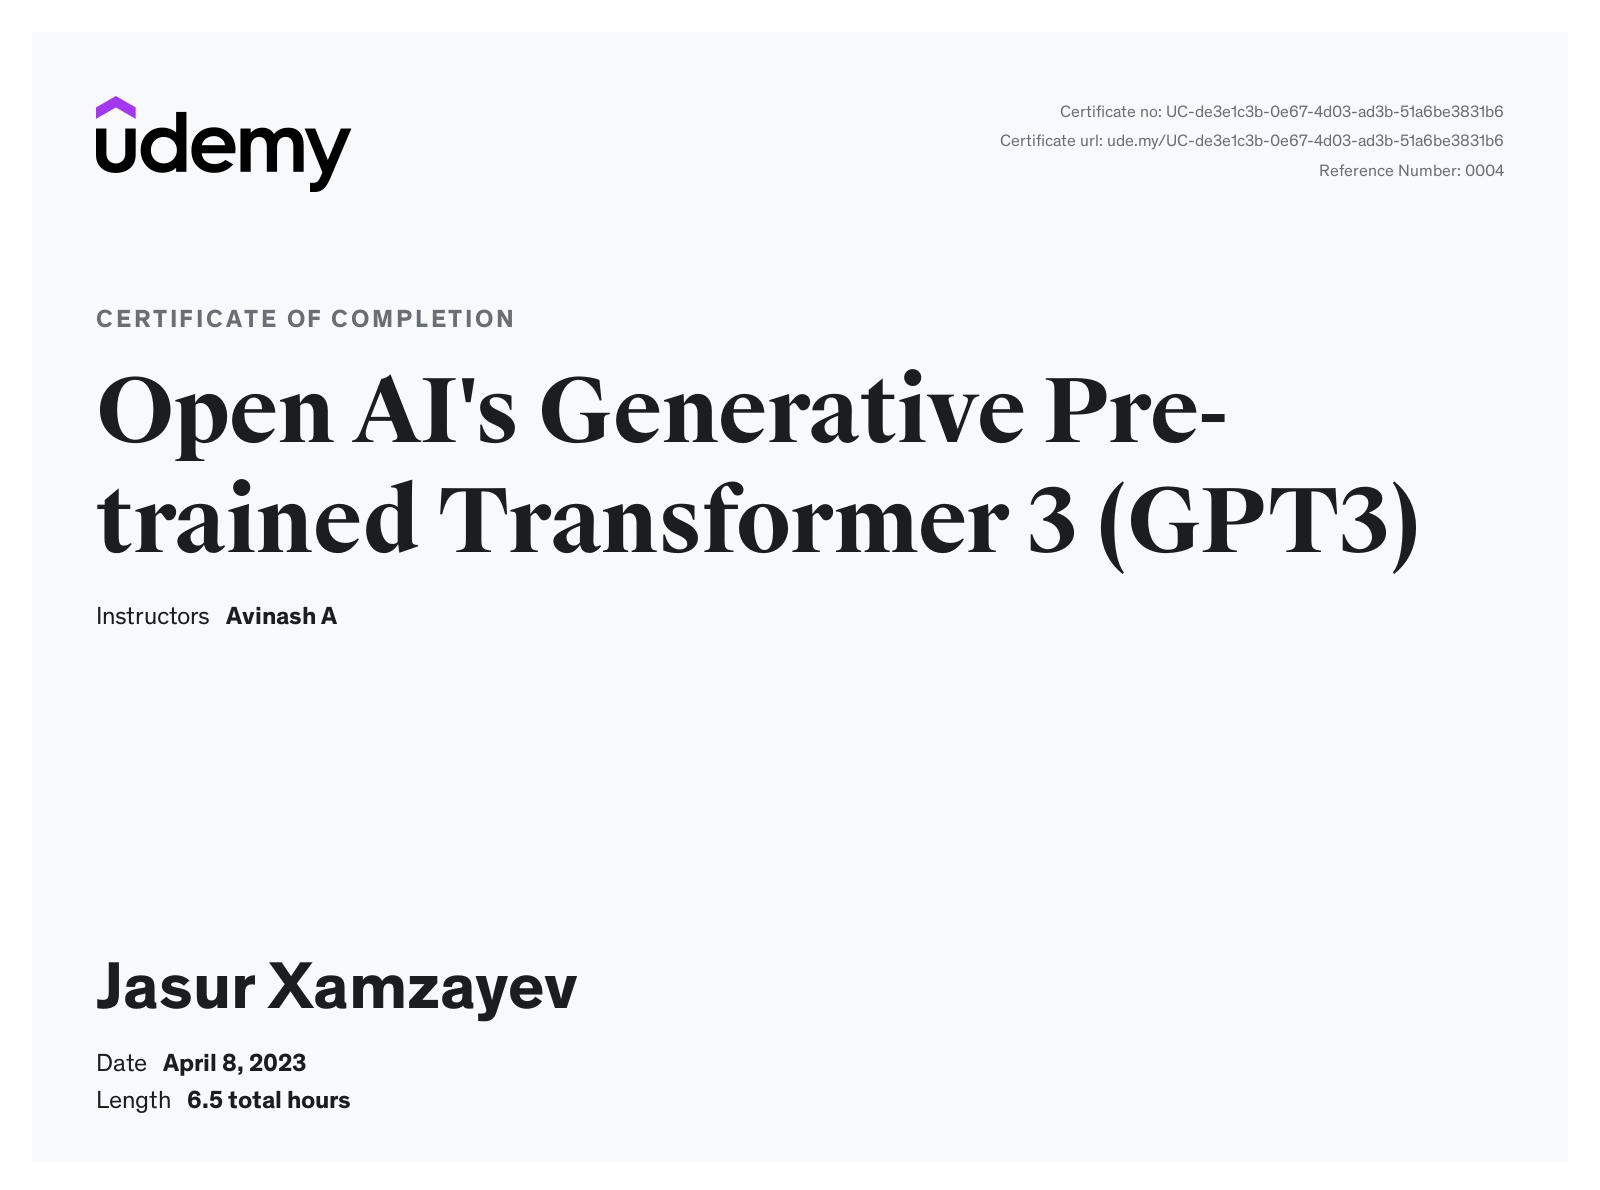 udemy
Certificate no: UC-de3e1c3b-0e67-4d03-ad3b-51a6be3831b6
Certificate url: ude.my/UC-de3e1c3b-0e67-4d03-ad3b-51a6be3831b6
Reference Number: 0004
CERTIFICATE OF COMPLETION
Open AI's Generative Pre-
trained Transformer 3 (GPT3)
Instructors Avinash A
Jasur Xamzayev
Date April 8, 2023
Length 6.5 total hours